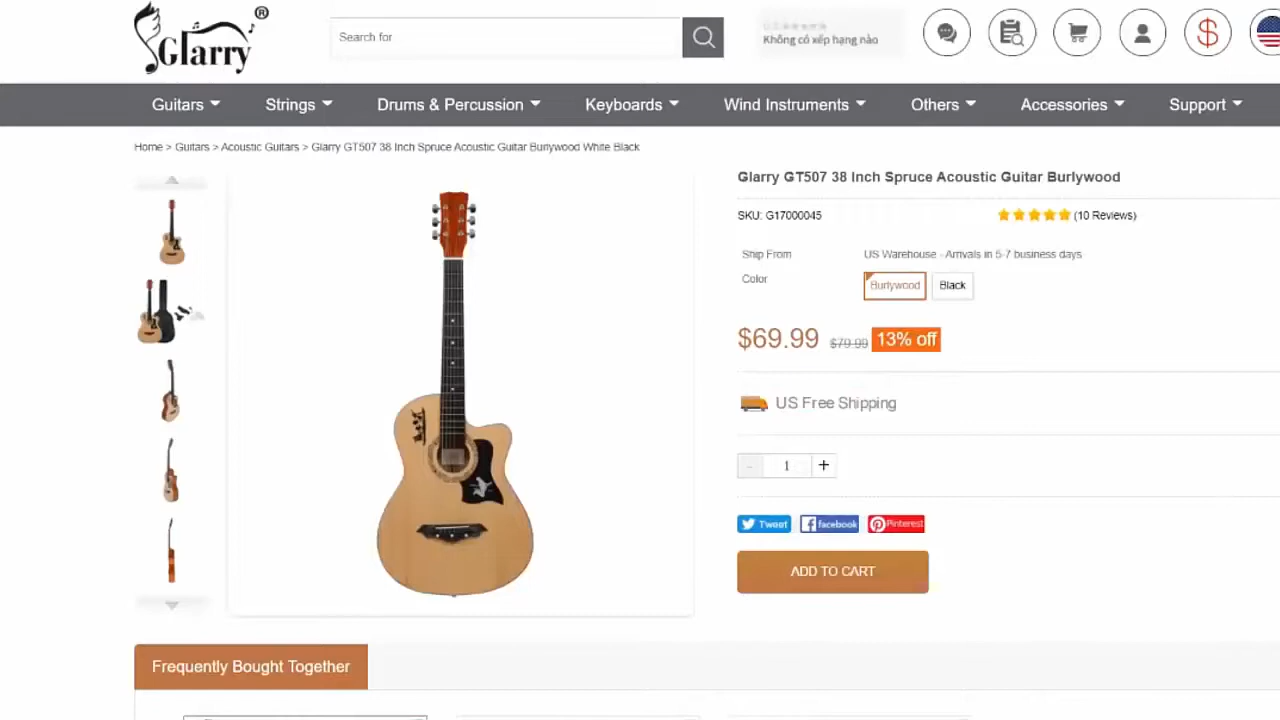 Glarry ®
Search for
Không có xếp hạng nào
Guitars Strings Drums & Percussion Keyboards Wind Instruments Others Accessories Support
Home > Guitars > Acoustic Guitars > Glarry GT507 38 Inch Spruce Acoustic Guitar Burlywood White Black
Glarry GT507 38 Inch Spruce Acoustic Guitar Burlywood
SKU: G17000045 (10 Reviews)
Ship From US Warehouse - Arrivals in 5-7 business days
Color Burlywood Black
$69.99 $79.99 13% off
US Free Shipping
- 1 +
Tweet facebook Pinterest
ADD TO CART
Frequently Bought Together